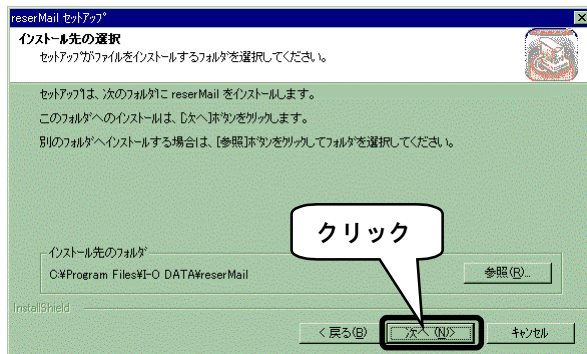 reserMail セットアップ
インストール先の選択
セットアップがファイルをインストールするフォルダを選択してください。
セットアップは、次のフォルダに reserMail をインストールします。
このフォルダへのインストールは、[次へ]ボタンをクリックします。
別のフォルダへインストールする場合は、[参照]ボタンをクリックしてフォルダを選択してください。
クリック
インストール先のフォルダ
C:¥Program Files¥I-O DATA¥reserMail
参照(R)...
InstallShield
< 戻る(B)
次へ (N)>
キャンセル